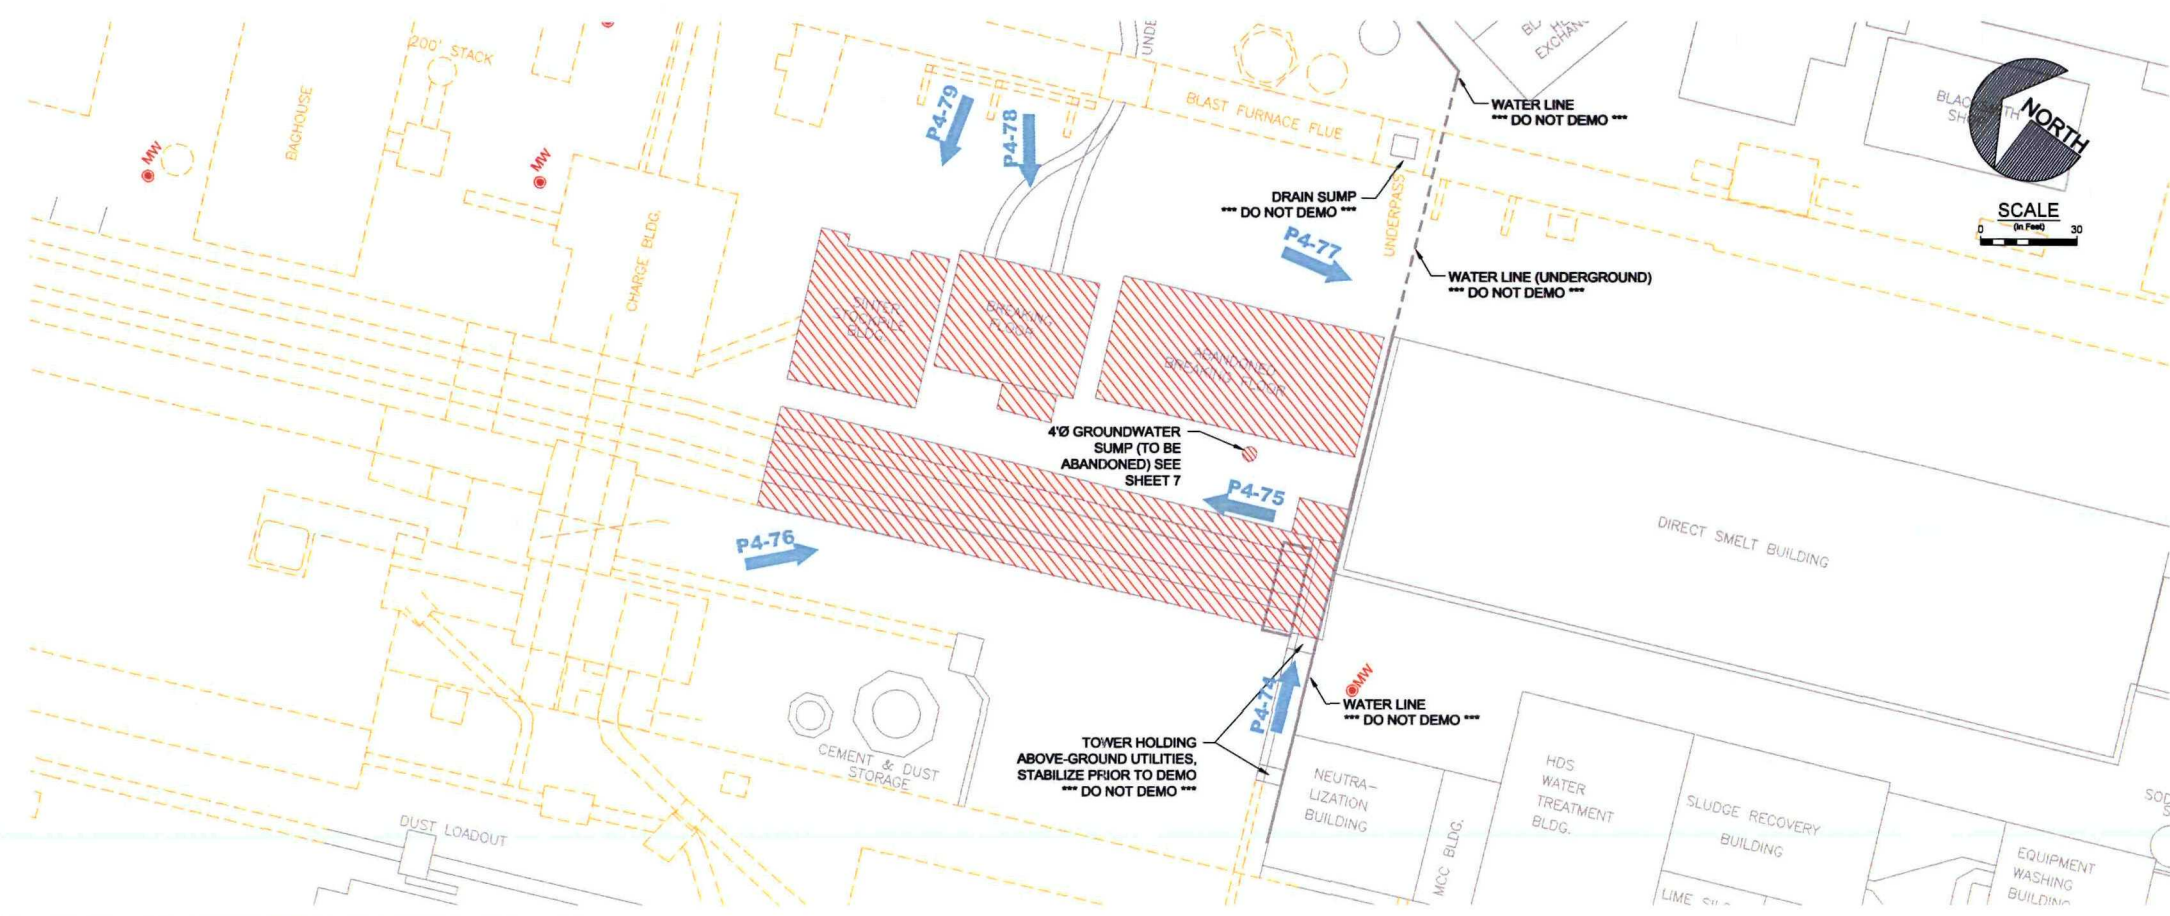 200' STACK
BAGHOUSE
MW
MW
CHARGE BLDG.
P4-79
P4-78
UNDE
BLAST FURNACE FLUE
EXCHAN
WATER LINE
*** DO NOT DEMO ***
DRAIN SUMP
*** DO NOT DEMO ***
UNDERPASS
P4-77
WATER LINE (UNDERGROUND)
*** DO NOT DEMO ***
NORTH
SCALE
(In Feet)
0 30
SINTER
STOCKPILE
BLDG.
BREAKING
FLOOR
ABANDONED
BREAKING FLOOR
4'Ø GROUNDWATER
SUMP (TO BE
ABANDONED) SEE
SHEET 7
P4-75
P4-76
DIRECT SMELT BUILDING
MW
P4-74
WATER LINE
*** DO NOT DEMO ***
TOWER HOLDING
ABOVE-GROUND UTILITIES,
STABILIZE PRIOR TO DEMO
*** DO NOT DEMO ***
CEMENT & DUST
STORAGE
DUST LOADOUT
NEUTRA-
LIZATION
BUILDING
MCC BLDG.
HDS
WATER
TREATMENT
BLDG.
SLUDGE RECOVERY
BUILDING
EQUIPMENT
WASHING
BUILDING
LIME
SOD
S